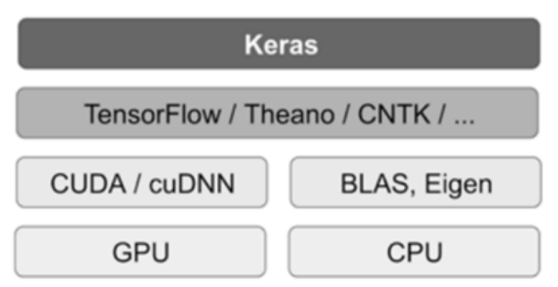 Keras
TensorFlow / Theano / CNTK / ...
CUDA / cuDNN
BLAS, Eigen
GPU
CPU